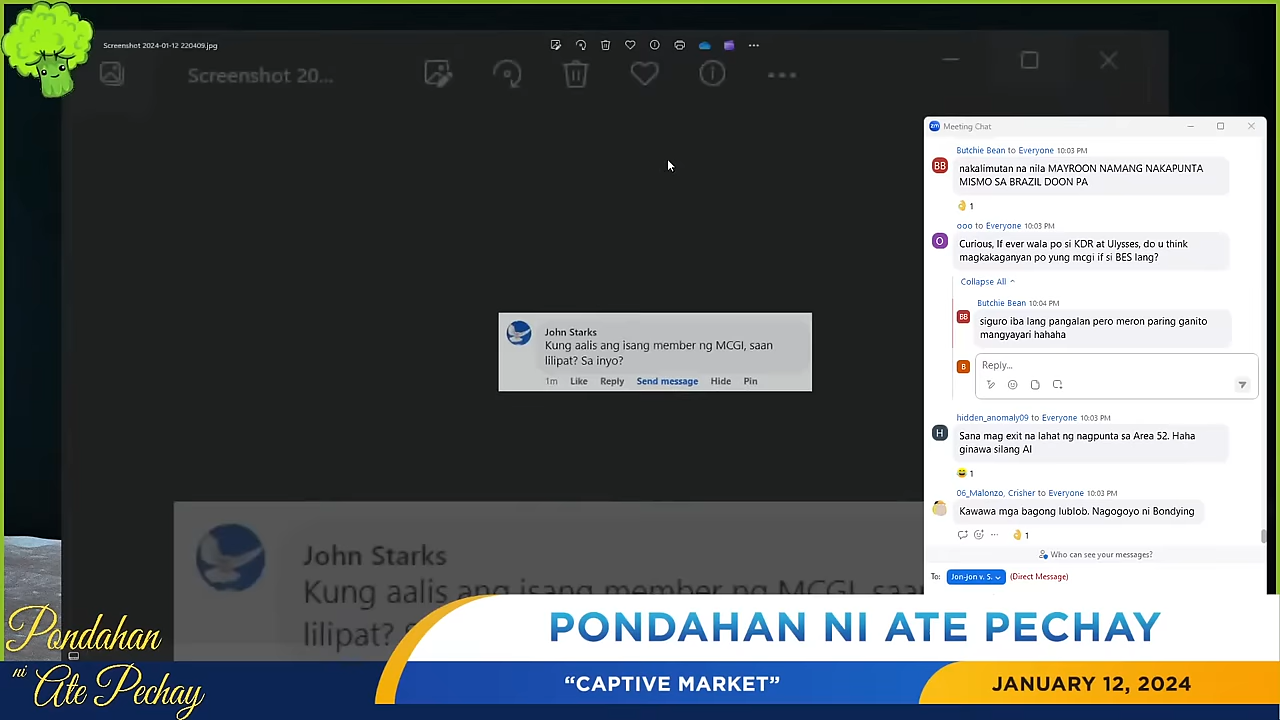 Screenshot 2024-01-12 220409.jpg
Screenshot 20...
Meeting Chat
Butchie Bean to Everyone 10:03 PM
BB
nakalimutan na nila MAYROON NAMANG NAKAPUNTA
MISMO SA BRAZIL DOON PA
1
ooo to Everyone 10:03 PM
O
Curious, If ever wala po si KDR at Ulysses, do u think
magkakaganyan po yung mcgi if si BES lang?
Collapse All
Butchie Bean 10:04 PM
BB
siguro iba lang pangalan pero meron paring ganito
mangyayari hahaha
B
Reply...
hidden_anomaly09 to Everyone 10:03 PM
H
Sana mag exit na lahat ng nagpunta sa Area 52. Haha
ginawa silang AI
1
06_Malonzo, Crisher to Everyone 10:03 PM
Kawawa mga bagong lublob. Nagogoyo ni Bondying
1
Who can see your messages?
To: Jon-jon v. S. (Direct Message)
John Starks
Kung aalis ang isang member ng MCGI, saan
lilipat? Sa inyo?
1m Like Reply Send message Hide Pin
John Starks
Kung aalis ang isang member ng MCGI, saa
lilipat? S
Pondahan
ni
Ate Pechay
PONDAHAN NI ATE PECHAY
“CAPTIVE MARKET”
JANUARY 12, 2024